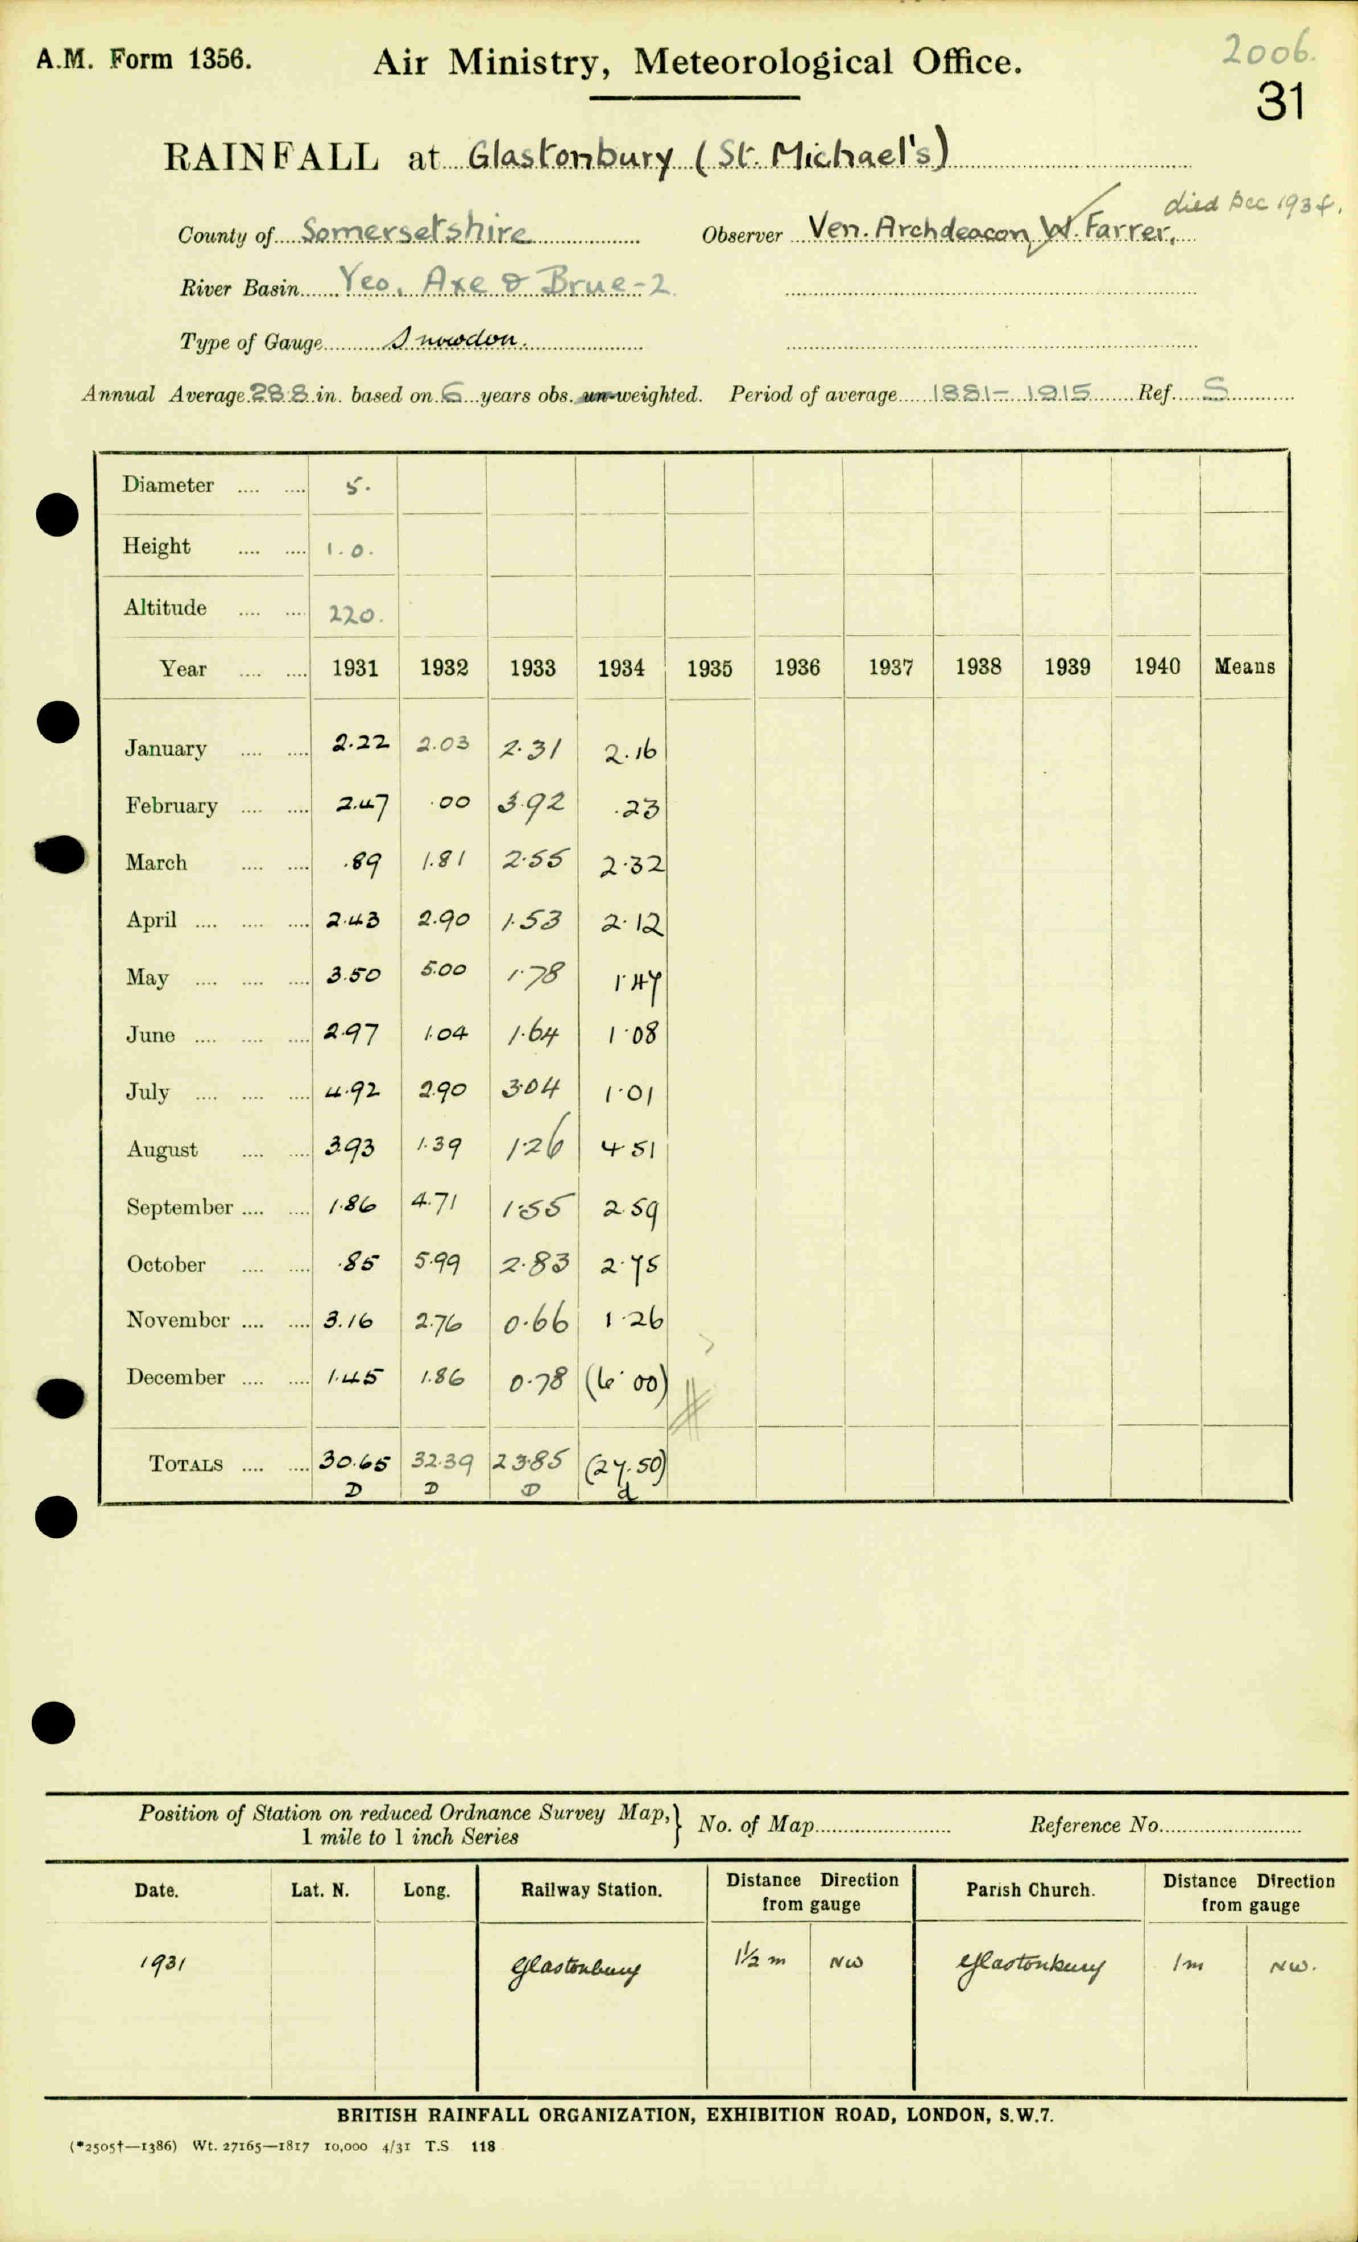 A.M. Form 1356.
Air Ministry, Meteorological Office.
2006.
31
RAINFALL at Glastonbury (St. Michael's)
died Dec 1934.
County of Somersetshire Observer Ven. Archdeacon W. Farrer,
River Basin Yeo, Axe & Brue-2
Type of Gauge Snowdon.
Annual Average 28.8 in. based on 6 years obs. un-weighted. Period of average 1881-1915 Ref. S
Diameter .... .... 5.
Height .... .... 1.0.
Altitude .... .... 220.
Year .... .... 1931 1932 1933 1934 1935 1936 1937 1938 1939 1940 Means
January .... .... 2.22 2.03 2.31 2.16
February .... .... 2.47 .00 3.92 .23
March .... .... .89 1.81 2.55 2.32
April .... .... .... 2.43 2.90 1.53 2.12
May .... .... .... 3.50 5.00 1.78 1.47
June .... .... .... 2.97 1.04 1.64 1.08
July .... .... .... 4.92 2.90 3.04 1.01
August .... .... 3.93 1.39 1.26 4.51
September .... .... 1.86 4.71 1.55 2.59
October .... .... .85 5.99 2.83 2.75
November .... .... 3.16 2.76 0.66 1.26
December .... .... 1.45 1.86 0.78 (6.00)
TOTALS .... .... 30.65 32.39 23.85 (27.50)
D D D d
Position of Station on reduced Ordnance Survey Map, } No. of Map Reference No.
1 mile to 1 inch Series
Date. Lat. N. Long. Railway Station. Distance Direction from gauge Parish Church. Distance Direction from gauge
1931 Glastonbury 1½ m NW Glastonbury 1m NW.
BRITISH RAINFALL ORGANIZATION, EXHIBITION ROAD, LONDON, S.W.7.
(*2505†—1386) Wt. 27165—1817 10,000 4/31 T.S 118